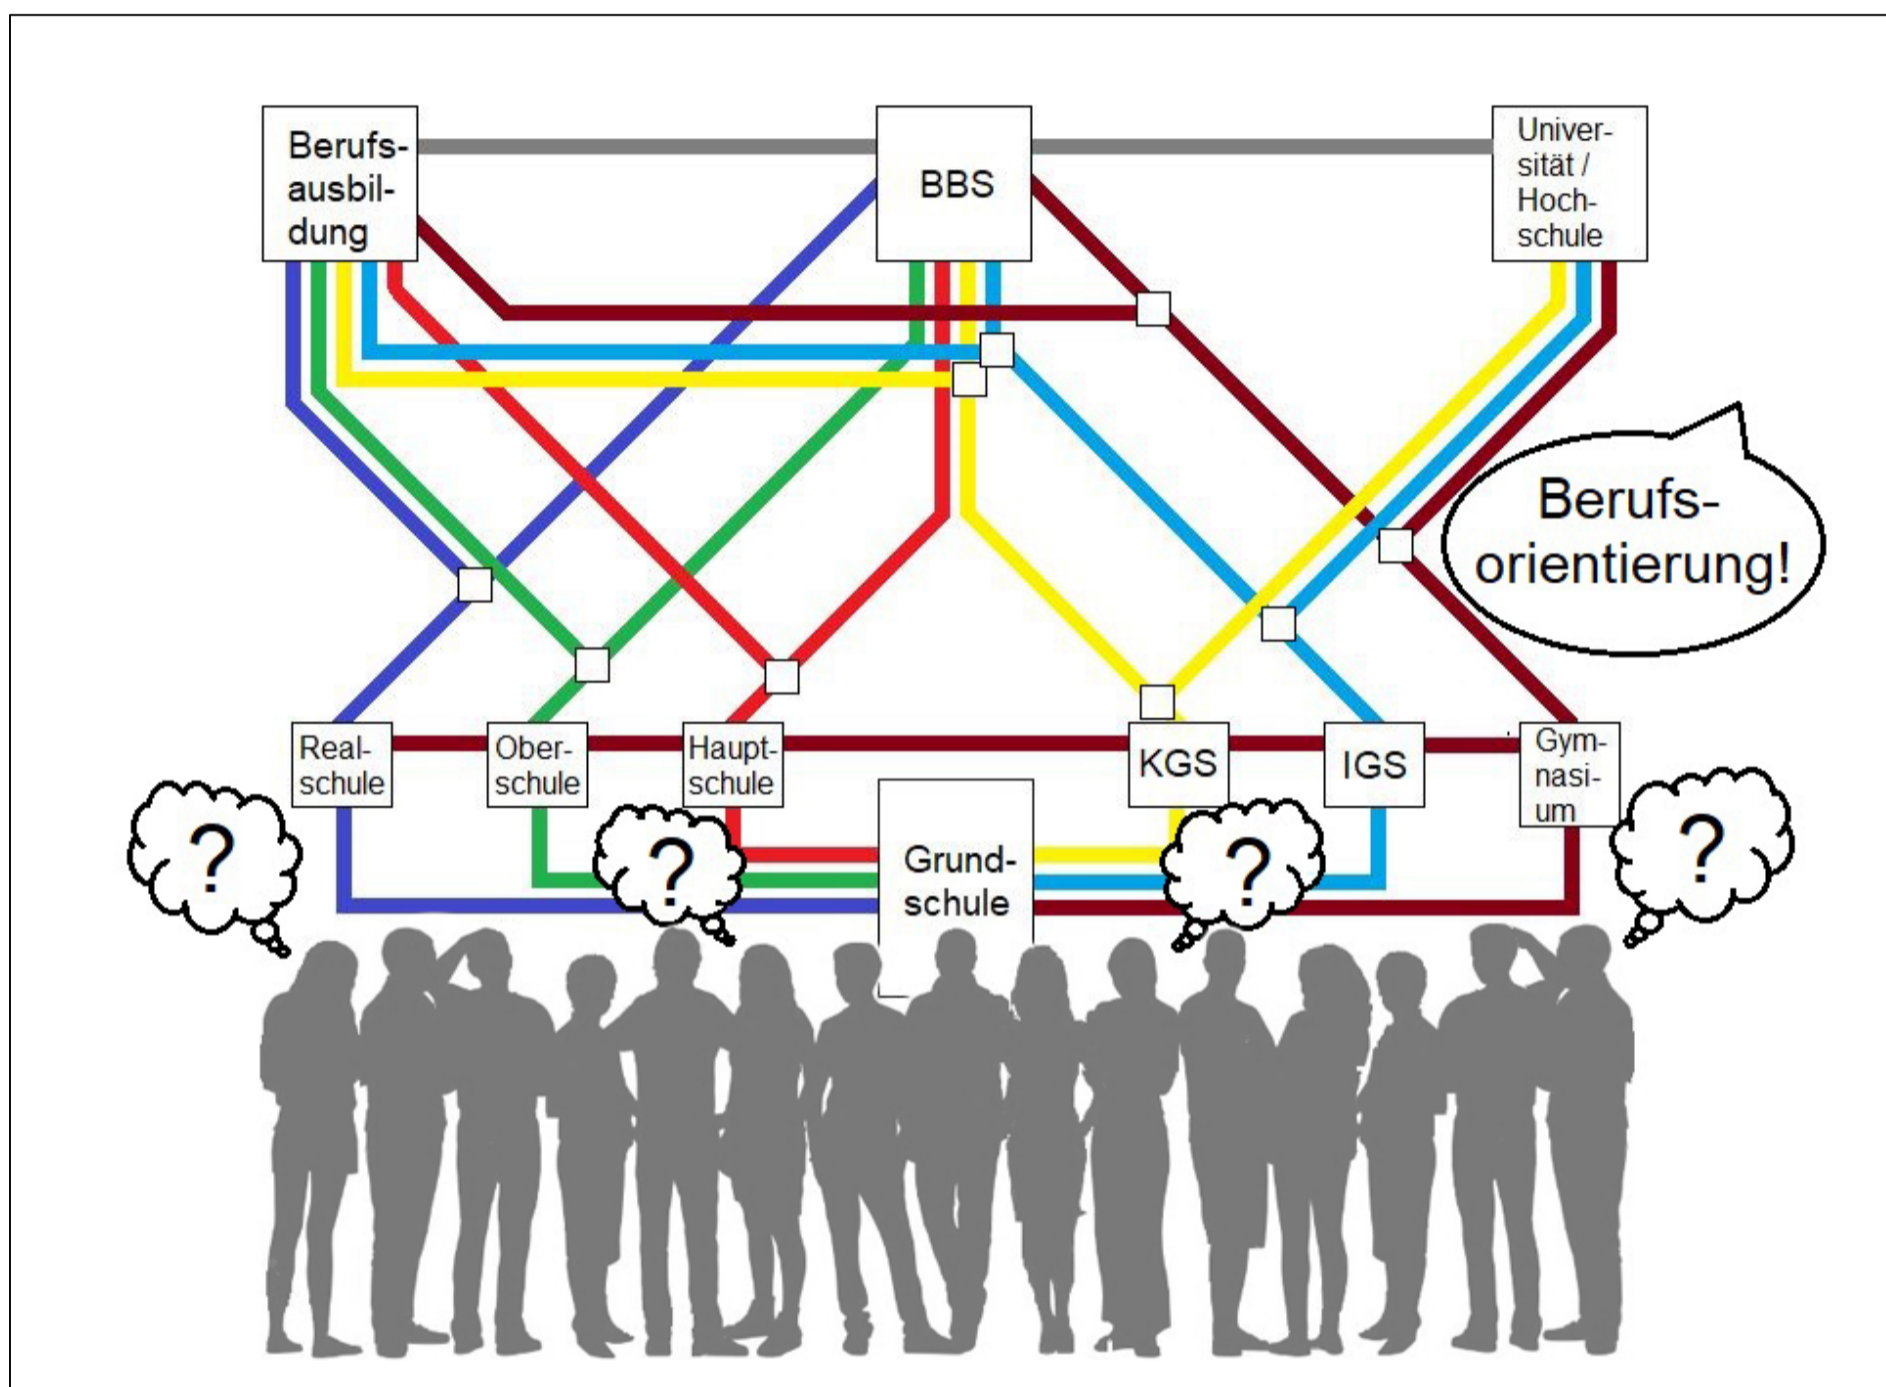 Berufs-
ausbil-
dung
BBS
Univer-
sität /
Hoch-
schule
Berufs-
orientierung!
Real-
schule
Ober-
schule
Haupt-
schule
KGS
IGS
Gym-
nasi-
um
Grund-
schule
?
?
?
?